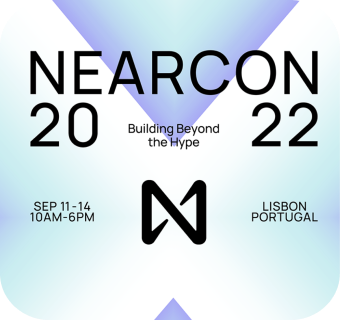 NEARCON
20 22
Building Beyond
the Hype
SEP 11-14
10AM-6PM
LISBON
PORTUGAL